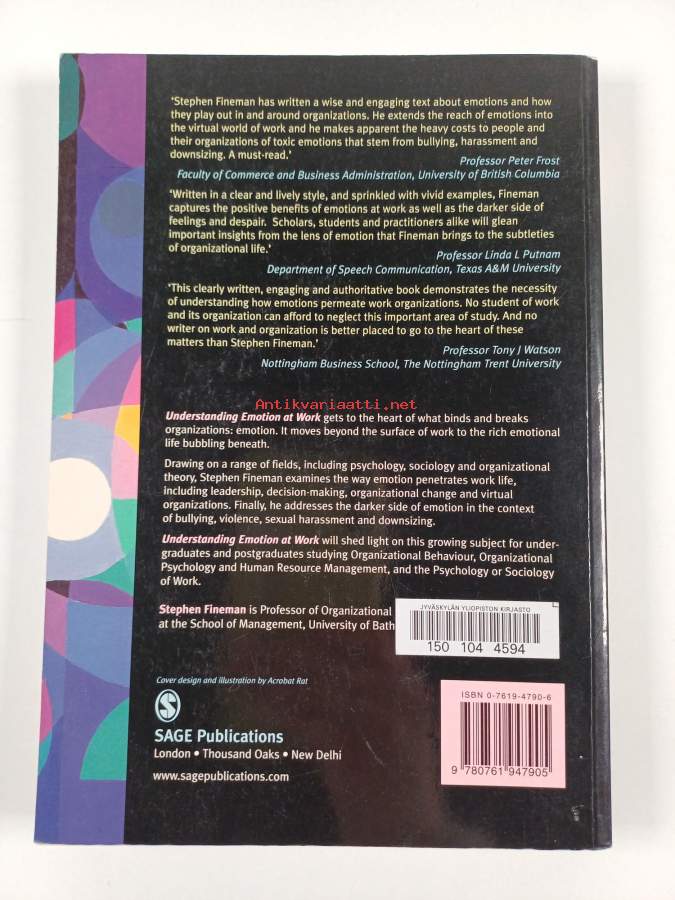 ‘Stephen Fineman has written a wise and engaging text about emotions and how
they play out in and around organizations. He extends the reach of emotions into
the virtual world of work and he makes apparent the heavy costs to people and
their organizations of toxic emotions that stem from bullying, harassment and
downsizing. A must-read.’
Professor Peter Frost
Faculty of Commerce and Business Administration, University of British Columbia
‘Written in a clear and lively style, and sprinkled with vivid examples, Fineman
captures the positive benefits of emotions at work as well as the darker side of
feelings and despair. Scholars, students and practitioners alike will glean
important insights from the lens of emotion that Fineman brings to the subtleties
of organizational life.’
Professor Linda L Putnam
Department of Speech Communication, Texas A&M University
‘This clearly written, engaging and authoritative book demonstrates the necessity
of understanding how emotions permeate work organizations. No student of work
and its organization can afford to neglect this important area of study. And no
writer on work and organization is better placed to go to the heart of these
matters than Stephen Fineman.’
Professor Tony J Watson
Nottingham Business School, The Nottingham Trent University
Antikvariaatti.net
Understanding Emotion at Work gets to the heart of what binds and breaks
organizations: emotion. It moves beyond the surface of work to the rich emotional
life bubbling beneath.
Drawing on a range of fields, including psychology, sociology and organizational
theory, Stephen Fineman examines the way emotion penetrates work life,
including leadership, decision-making, organizational change and virtual
organizations. Finally, he addresses the darker side of emotion in the context
of bullying, violence, sexual harassment and downsizing.
Understanding Emotion at Work will shed light on this growing subject for under-
graduates and postgraduates studying Organizational Behaviour, Organizational
Psychology and Human Resource Management, and the Psychology or Sociology
of Work.
Stephen Fineman is Professor of Organizational
at the School of Management, University of Bath
JYVÄSKYLÄN YLIOPISTON KIRJASTO
150 104 4594
Cover design and illustration by Acrobat Rat
S
SAGE Publications
London • Thousand Oaks • New Delhi
www.sagepublications.com
ISBN 0-7619-4790-6
9 780761 947905